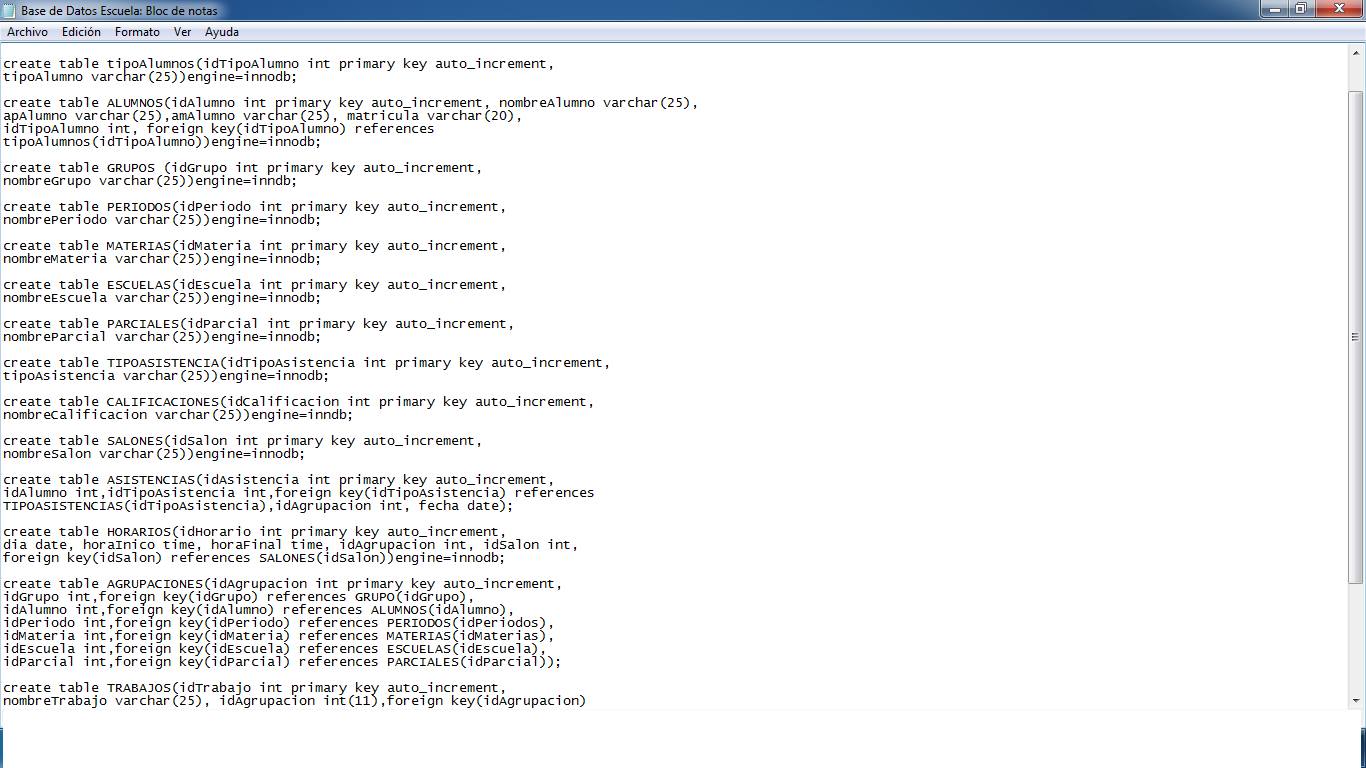 Base de Datos Escuela: Bloc de notas
Archivo Edición Formato Ver Ayuda
create table tipoAlumnos(idTipoAlumno int primary key auto_increment,
tipoAlumno varchar(25))engine=innodb;
create table ALUMNOS(idAlumno int primary key auto_increment, nombreAlumno varchar(25),
apAlumno varchar(25),amAlumno varchar(25), matricula varchar(20),
idTipoAlumno int, foreign key(idTipoAlumno) references
tipoAlumnos(idTipoAlumno))engine=innodb;
create table GRUPOS (idGrupo int primary key auto_increment,
nombreGrupo varchar(25))engine=inndb;
create table PERIODOS(idPeriodo int primary key auto_increment,
nombrePeriodo varchar(25))engine=innodb;
create table MATERIAS(idMateria int primary key auto_increment,
nombreMateria varchar(25))engine=innodb;
create table ESCUELAS(idEscuela int primary key auto_increment,
nombreEscuela varchar(25))engine=innodb;
create table PARCIALES(idParcial int primary key auto_increment,
nombreParcial varchar(25))engine=innodb;
create table TIPOASISTENCIA(idTipoAsistencia int primary key auto_increment,
tipoAsistencia varchar(25))engine=innodb;
create table CALIFICACIONES(idCalificacion int primary key auto_increment,
nombreCalificacion varchar(25))engine=inndb;
create table SALONES(idSalon int primary key auto_increment,
nombreSalon varchar(25))engine=innodb;
create table ASISTENCIAS(idAsistencia int primary key auto_increment,
idAlumno int,idTipoAsistencia int,foreign key(idTipoAsistencia) references
TIPOASISTENCIAS(idTipoAsistencia),idAgrupacion int, fecha date);
create table HORARIOS(idHorario int primary key auto_increment,
dia date, horaInico time, horaFinal time, idAgrupacion int, idSalon int,
foreign key(idSalon) references SALONES(idSalon))engine=innodb;
create table AGRUPACIONES(idAgrupacion int primary key auto_increment,
idGrupo int,foreign key(idGrupo) references GRUPO(idGrupo),
idAlumno int,foreign key(idAlumno) references ALUMNOS(idAlumno),
idPeriodo int,foreign key(idPeriodo) references PERIODOS(idPeriodos),
idMateria int,foreign key(idMateria) references MATERIAS(idMaterias),
idEscuela int,foreign key(idEscuela) references ESCUELAS(idEscuela),
idParcial int,foreign key(idParcial) references PARCIALES(idParcial));
create table TRABAJOS(idTrabajo int primary key auto_increment,
nombreTrabajo varchar(25), idAgrupacion int(11),foreign key(idAgrupacion)